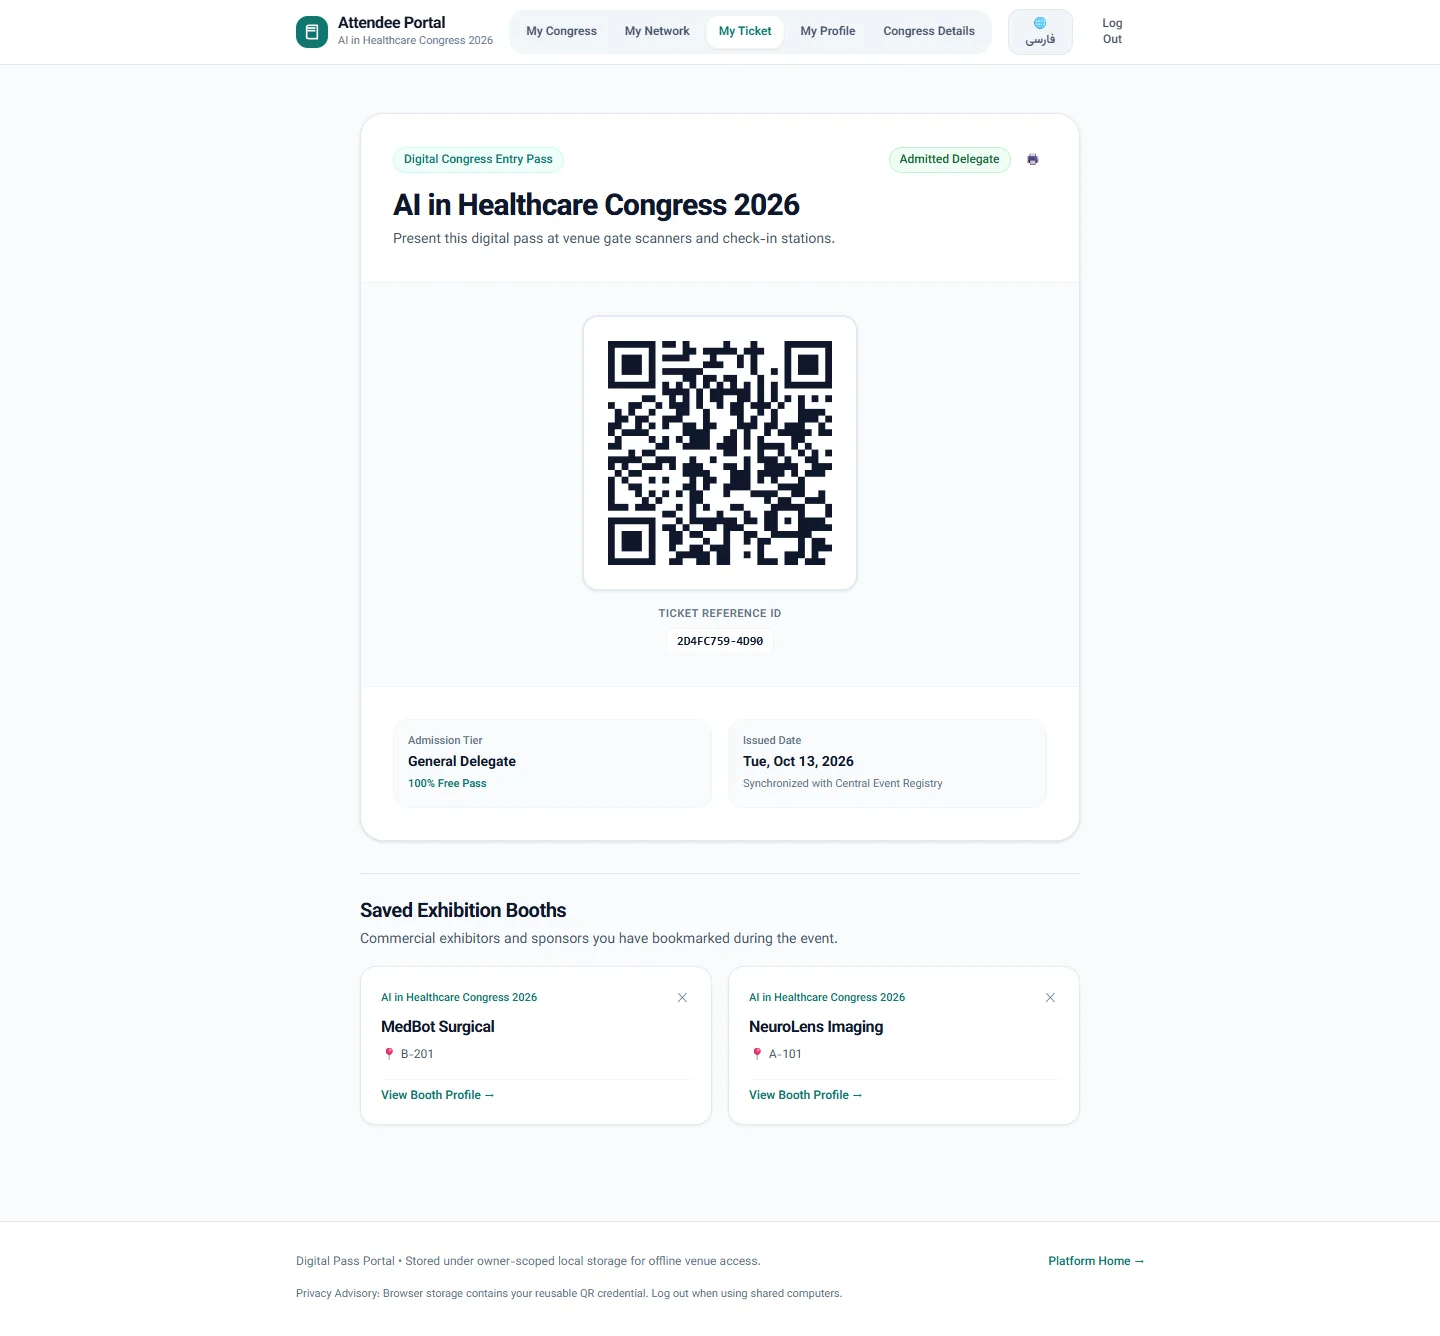 Attendee Portal
AI in Healthcare Congress 2026
My Congress
My Network
My Ticket
My Profile
Congress Details
فارسی
Log
Out
Digital Congress Entry Pass
Admitted Delegate
AI in Healthcare Congress 2026
Present this digital pass at venue gate scanners and check-in stations.
TICKET REFERENCE ID
2D4FC759-4D90
Admission Tier
General Delegate
100% Free Pass
Issued Date
Tue, Oct 13, 2026
Synchronized with Central Event Registry
Saved Exhibition Booths
Commercial exhibitors and sponsors you have bookmarked during the event.
AI in Healthcare Congress 2026
MedBot Surgical
B-201
View Booth Profile →
AI in Healthcare Congress 2026
NeuroLens Imaging
A-101
View Booth Profile →
Digital Pass Portal • Stored under owner-scoped local storage for offline venue access.
Platform Home →
Privacy Advisory: Browser storage contains your reusable QR credential. Log out when using shared computers.